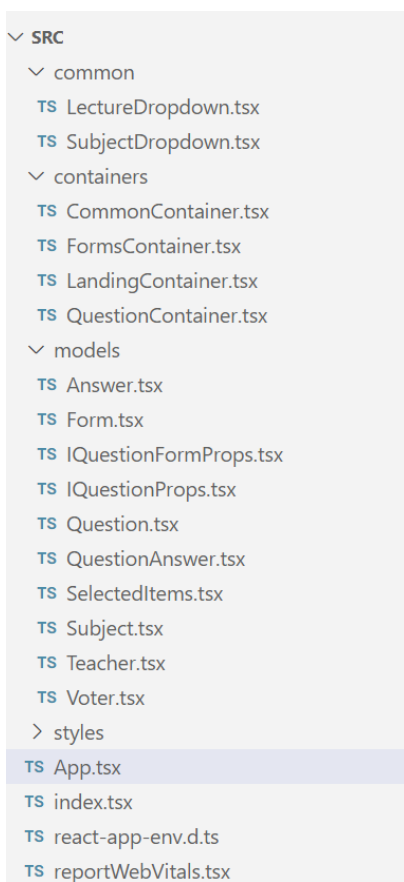 SRC
common
TS LectureDropdown.tsx
TS SubjectDropdown.tsx
containers
TS CommonContainer.tsx
TS FormsContainer.tsx
TS LandingContainer.tsx
TS QuestionContainer.tsx
models
TS Answer.tsx
TS Form.tsx
TS IQuestionFormProps.tsx
TS IQuestionProps.tsx
TS Question.tsx
TS QuestionAnswer.tsx
TS SelectedItems.tsx
TS Subject.tsx
TS Teacher.tsx
TS Voter.tsx
styles
TS App.tsx
TS index.tsx
TS react-app-env.d.ts
TS reportWebVitals.tsx